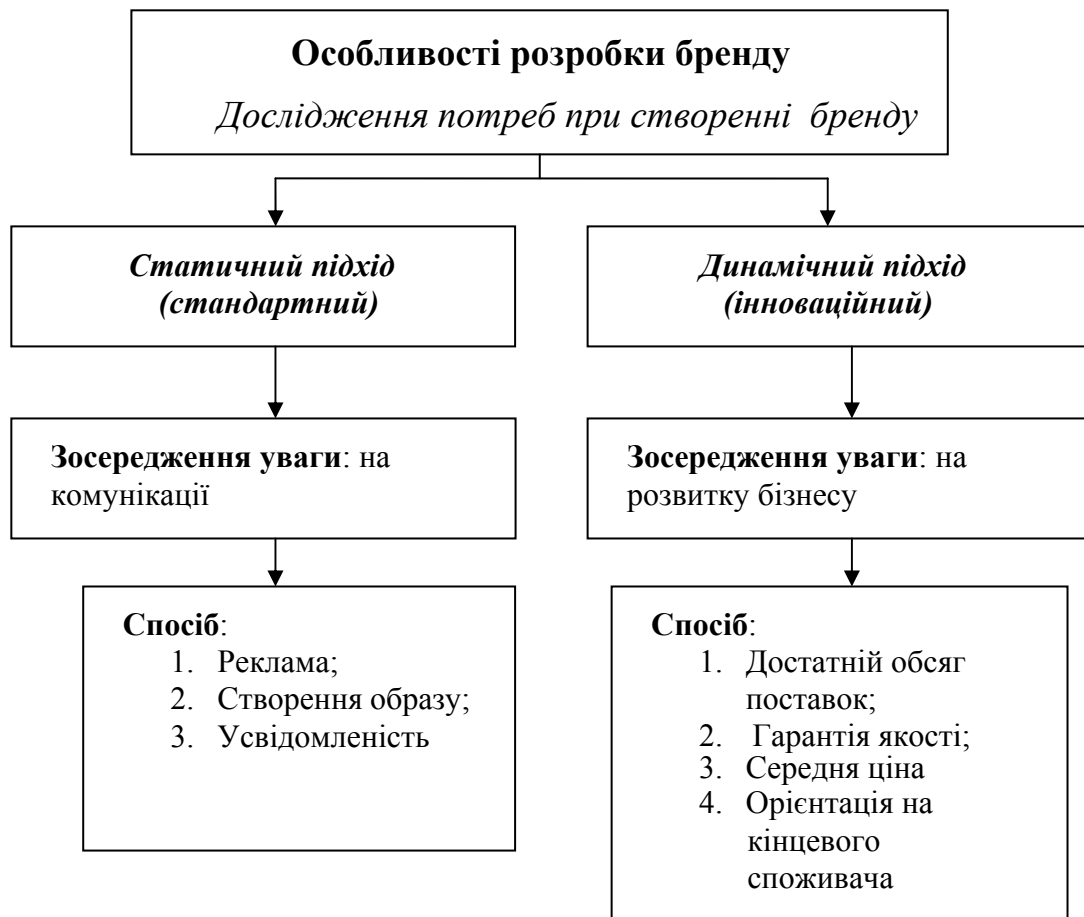 Особливості розробки бренду
Дослідження потреб при створенні бренду
Статичний підхід
(стандартний)
Динамічний підхід
(інноваційний)
Зосередження уваги: на
комунікації
Зосередження уваги: на
розвитку бізнесу
Спосіб:
1. Реклама;
2. Створення образу;
3. Усвідомленість
Спосіб:
1. Достатній обсяг
поставок;
2. Гарантія якості;
3. Середня ціна
4. Орієнтація на
кінцевого
споживача